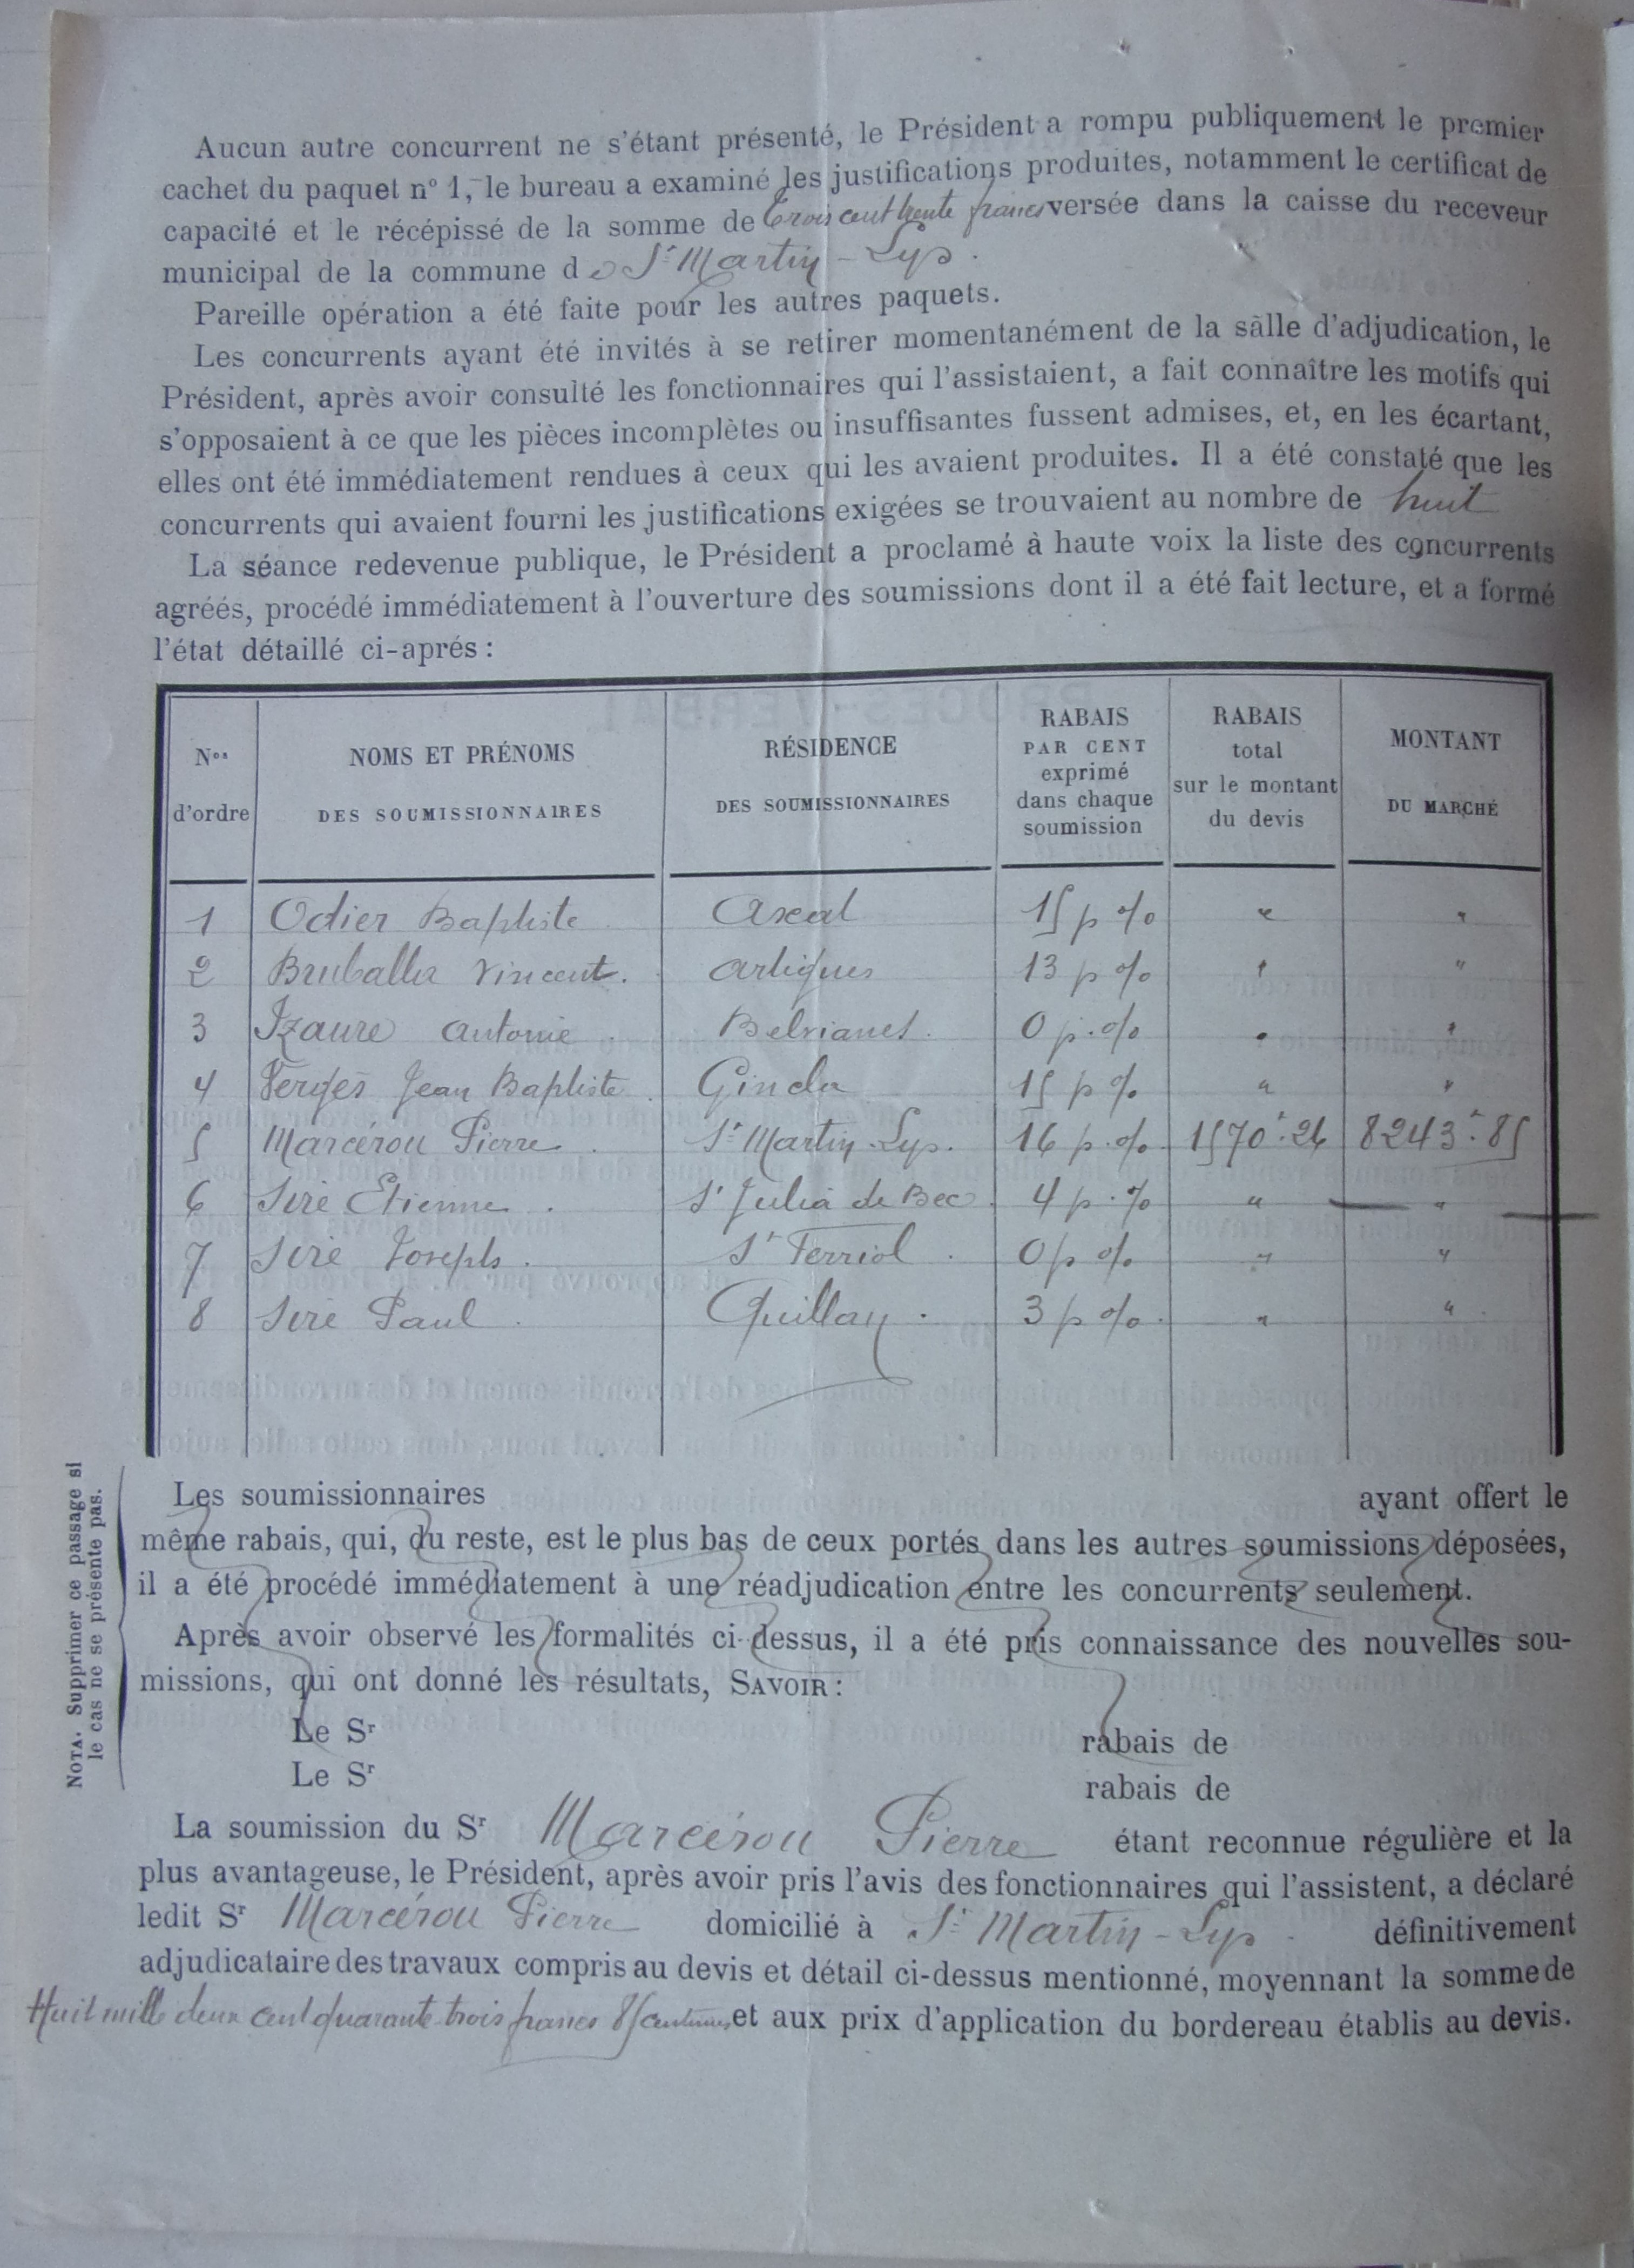 Aucun autre concurrent ne s'étant présenté, le Président a rompu publiquement le premier
cachet du paquet n° 1, le bureau a examiné les justifications produites, notamment le certificat de
capacité et le récépissé de la somme de Trois cent trente francs versée dans la caisse du receveur
municipal de la commune de St Martin-Lys.
Pareille opération a été faite pour les autres paquets.
Les concurrents ayant été invités à se retirer momentanément de la salle d'adjudication, le
Président, après avoir consulté les fonctionnaires qui l'assistaient, a fait connaître les motifs qui
s'opposaient à ce que les pièces incomplètes ou insuffisantes fussent admises, et, en les écartant,
elles ont été immédiatement rendues à ceux qui les avaient produites. Il a été constaté que les
concurrents qui avaient fourni les justifications exigées se trouvaient au nombre de huit
La séance redevenue publique, le Président a proclamé à haute voix la liste des concurrents
agréés, procédé immédiatement à l'ouverture des soumissions dont il a été fait lecture, et a formé
l'état détaillé ci-aprés :
Nos d'ordre
NOMS ET PRÉNOMS DES SOUMISSIONNAIRES
RÉSIDENCE DES SOUMISSIONNAIRES
RABAIS PAR CENT exprimé dans chaque soumission
RABAIS total sur le montant du devis
MONTANT DU MARCHÉ
1 Odier Baptiste Axat 15 p % " "
2 Vincent. Artigues 13 p % " "
3 Izaure Antonie Belvianes. 0 p. % " "
4 Vergès Jean Baptiste Gincla 15 p % " "
5 Marcérou Pierre St Martin-Lys. 16 p. % 1570f.26 8243f.85
6 Siré Etienne St Julia de Bec 4 p. % " "
7 Siré Joseph. St Ferriol 0 p % " "
8 Siré Paul Quillan. 3 p %. " "
NOTA. Supprimer ce passage si
le cas ne se présente pas.
Les soumissionnaires ayant offert le
même rabais, qui, du reste, est le plus bas de ceux portés dans les autres soumissions déposées,
il a été procédé immédiatement à une réadjudication entre les concurrents seulement.
Après avoir observé les formalités ci-dessus, il a été pris connaissance des nouvelles sou-
missions, qui ont donné les résultats, SAVOIR :
Le Sr rabais de
Le Sr rabais de
La soumission du Sr Marcérou Pierre étant reconnue régulière et la
plus avantageuse, le Président, après avoir pris l'avis des fonctionnaires qui l'assistent, a déclaré
ledit Sr Marcérou Pierre domicilié à St Martin-Lys. définitivement
adjudicataire des travaux compris au devis et détail ci-dessus mentionné, moyennant la somme de
Huit mille deux cent quarante trois francs 85 centimes, et aux prix d'application du bordereau établis au devis.